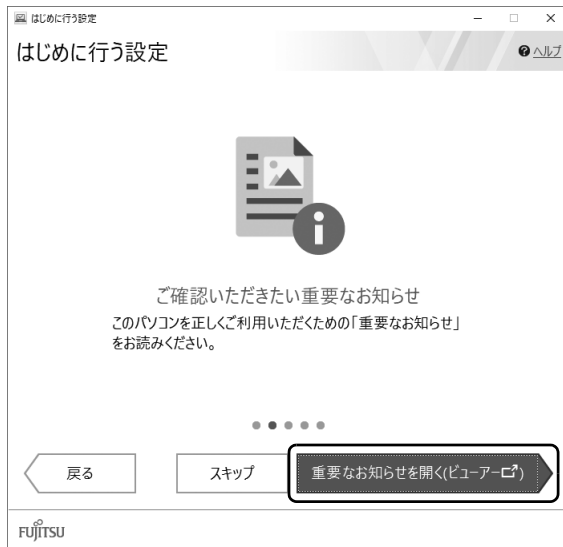 はじめに行う設定
はじめに行う設定
ヘルプ
ご確認いただきたい重要なお知らせ
このパソコンを正しくご利用いただくための「重要なお知らせ」
をお読みください。
戻る
スキップ
重要なお知らせを開く(ビューアー)
FUJITSU